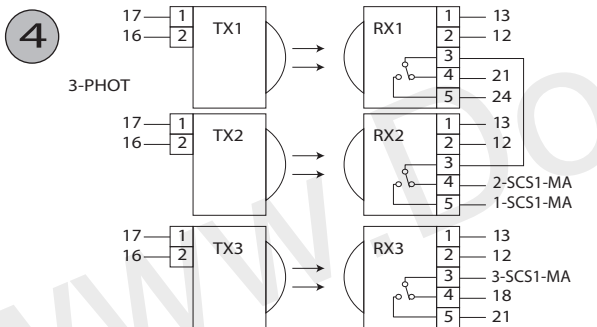 4
3-PHOT
17 1 TX1 RX1 1 13
16 2 2 12
3
4 21
5 24
17 1 TX2 RX2 1 13
16 2 2 12
3
4 2-SCS1-MA
5 1-SCS1-MA
17 1 TX3 RX3 1 13
16 2 2 12
3 3-SCS1-MA
4 18
5 21
www.Do